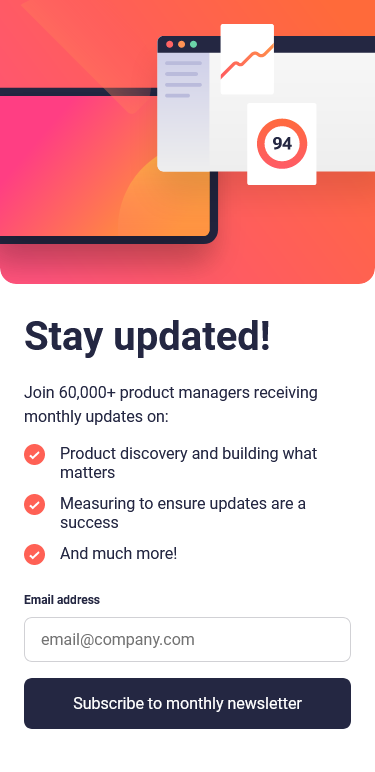 94
Stay updated!
Join 60,000+ product managers receiving
monthly updates on:
Product discovery and building what
matters
Measuring to ensure updates are a
success
And much more!
Email address
email@company.com
Subscribe to monthly newsletter